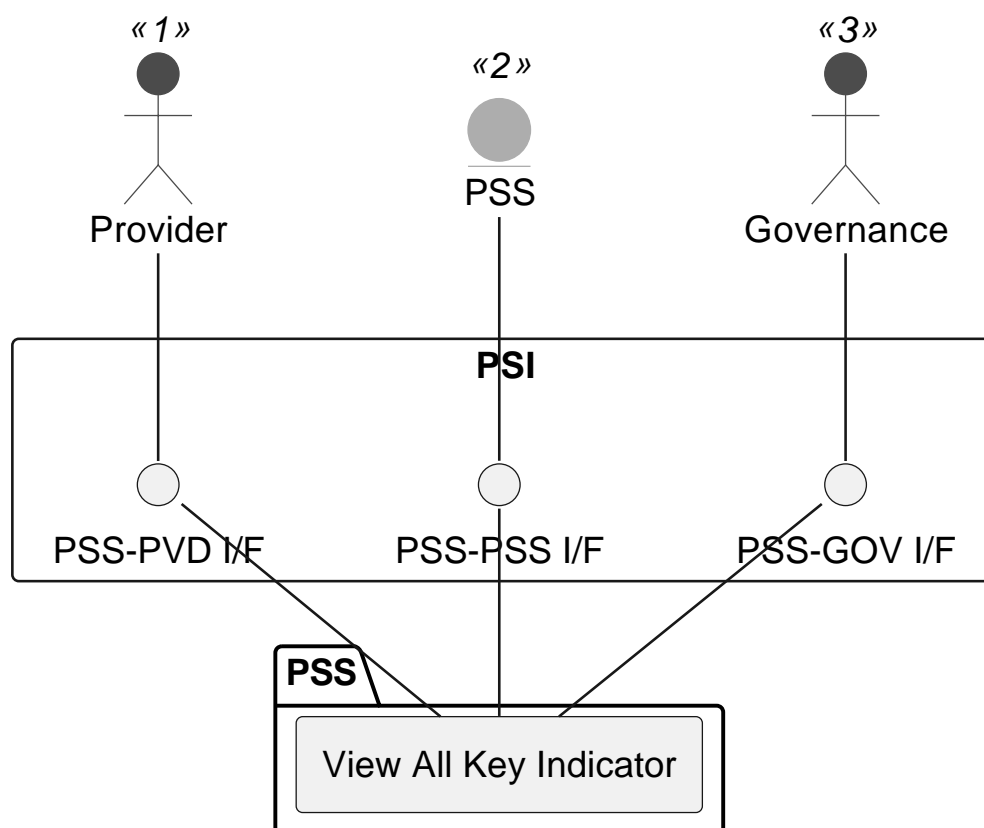 «1»
«2»
«3»
Provider
PSS
Governance
PSI
PSS-PVD I/F
PSS-PSS I/F
PSS-GOV I/F
PSS
View All Key Indicator